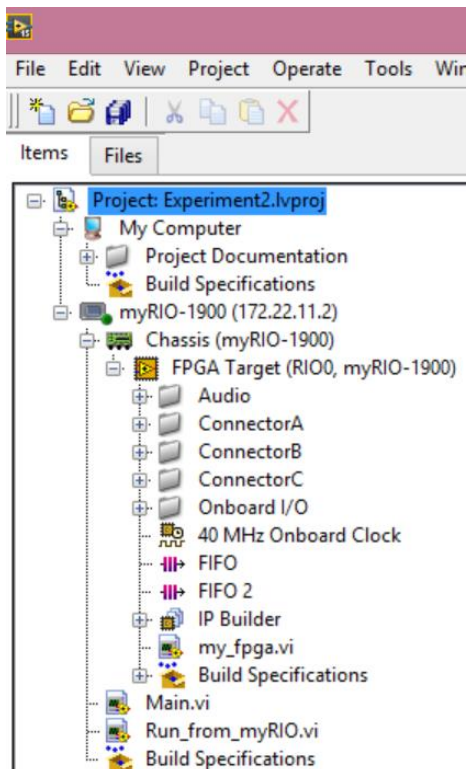 File Edit View Project Operate Tools
Items Files
Project: Experiment2.lvproj
My Computer
Project Documentation
Build Specifications
myRIO-1900 (172.22.11.2)
Chassis (myRIO-1900)
FPGA Target (RIO0, myRIO-1900)
Audio
ConnectorA
ConnectorB
ConnectorC
Onboard I/O
40 MHz Onboard Clock
FIFO
FIFO 2
IP Builder
my_fpga.vi
Build Specifications
Main.vi
Run_from_myRIO.vi
Build Specifications